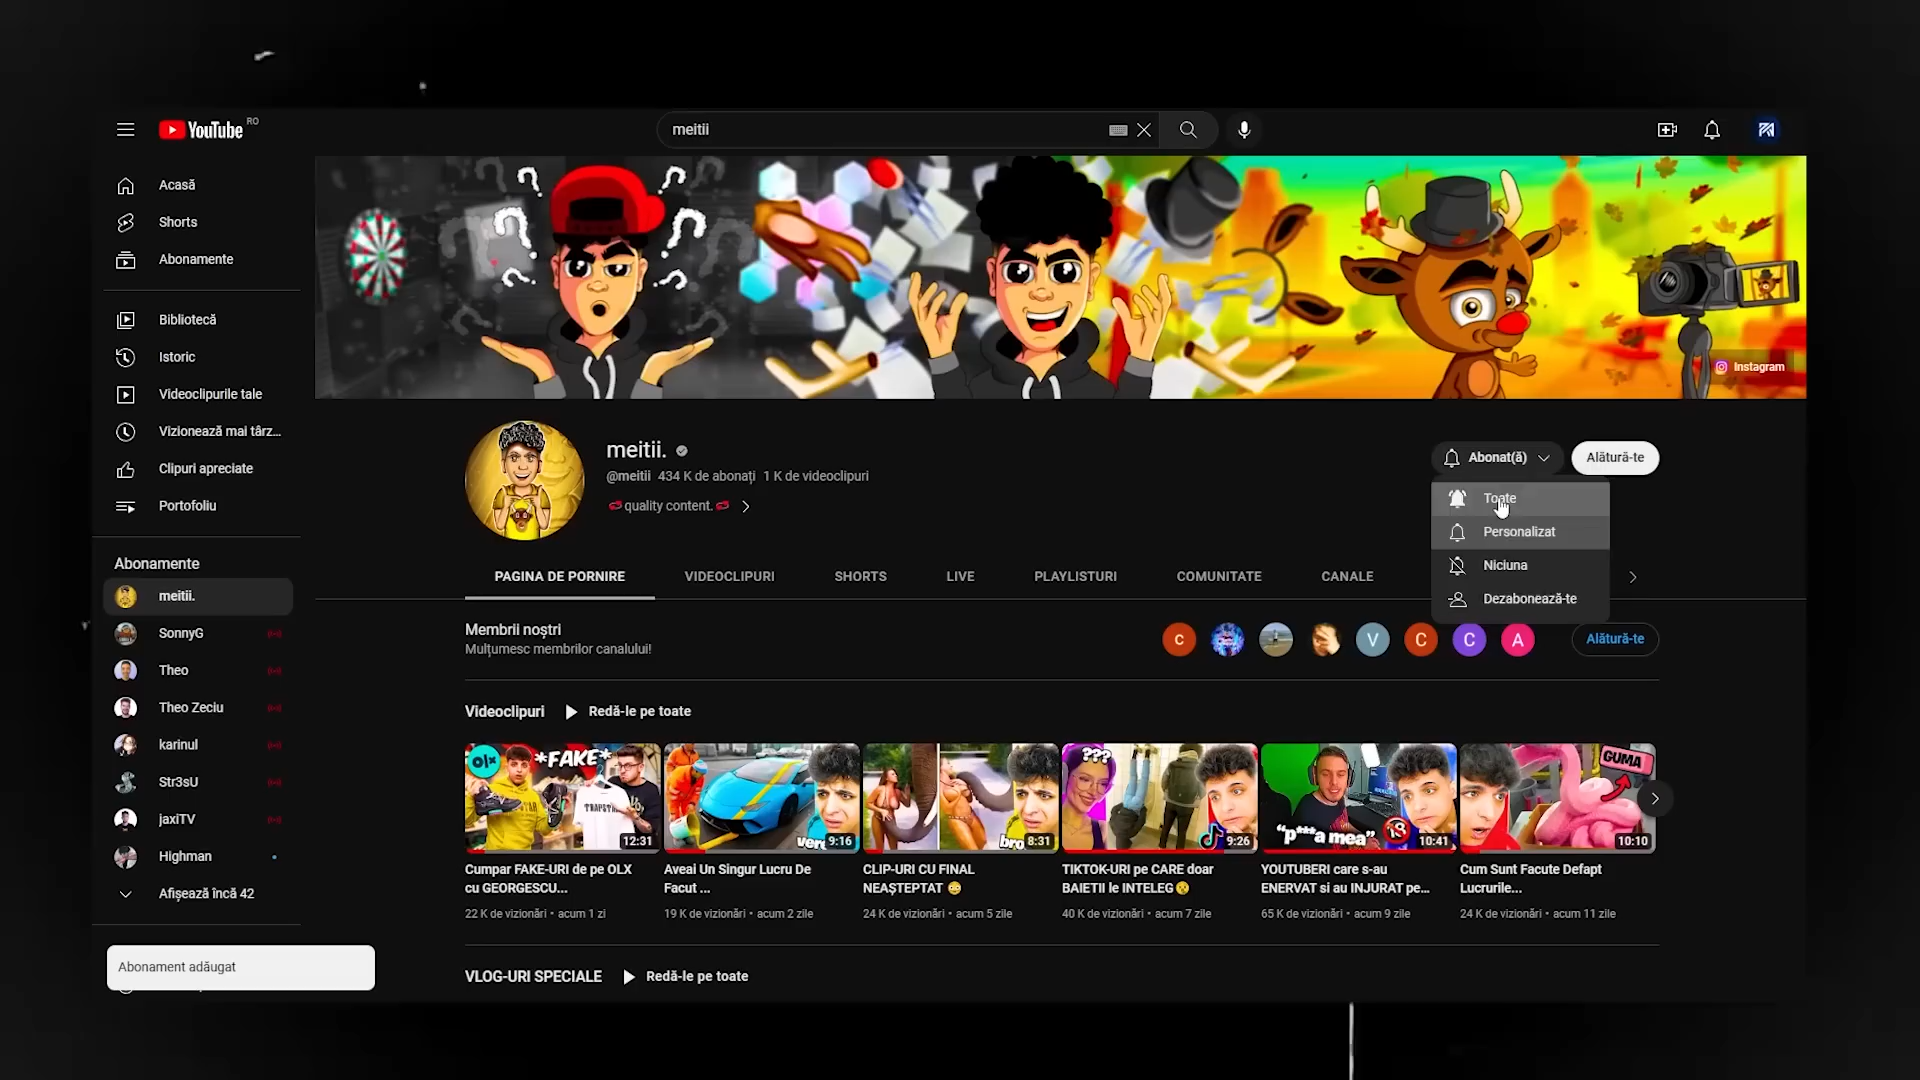 YouTube RO
meitii
Acasă
Shorts
Abonamente
Bibliotecă
Istoric
Videoclipurile tale
Vizionează mai târz...
Clipuri apreciate
Portofoliu
Abonamente
meitii.
SonnyG
Theo
Theo Zeciu
karinul
Str3sU
jaxiTV
Highman
Afișează încă 42
Abonament adăugat
Instagram
meitii.
@meitii 434 K de abonați 1 K de videoclipuri
quality content.
Abonat(ă)
Alătură-te
Toate
Personalizat
Niciuna
Dezabonează-te
PAGINA DE PORNIRE
VIDEOCLIPURI
SHORTS
LIVE
PLAYLISTURI
COMUNITATE
CANALE
Membrii noștri
Mulțumesc membrilor canalului!
c
V
C
C
A
Alătură-te
Videoclipuri
Redă-le pe toate
olx
*FAKE*
12:31
9:16
bro
8:31
???
9:26
"p***a mea"
18
10:41
GUMA
10:10
Cumpar FAKE-URI de pe OLX
cu GEORGESCU...
22 K de vizionări • acum 1 zi
Aveai Un Singur Lucru De
Facut ...
19 K de vizionări • acum 2 zile
CLIP-URI CU FINAL
NEAȘTEPTAT 😳
24 K de vizionări • acum 5 zile
TIKTOK-URI pe CARE doar
BAIETII le INTELEG🤫
40 K de vizionări • acum 7 zile
YOUTUBERI care s-au
ENERVAT si au INJURAT pe...
65 K de vizionări • acum 9 zile
Cum Sunt Facute Defapt
Lucrurile...
24 K de vizionări • acum 11 zile
VLOG-URI SPECIALE
Redă-le pe toate